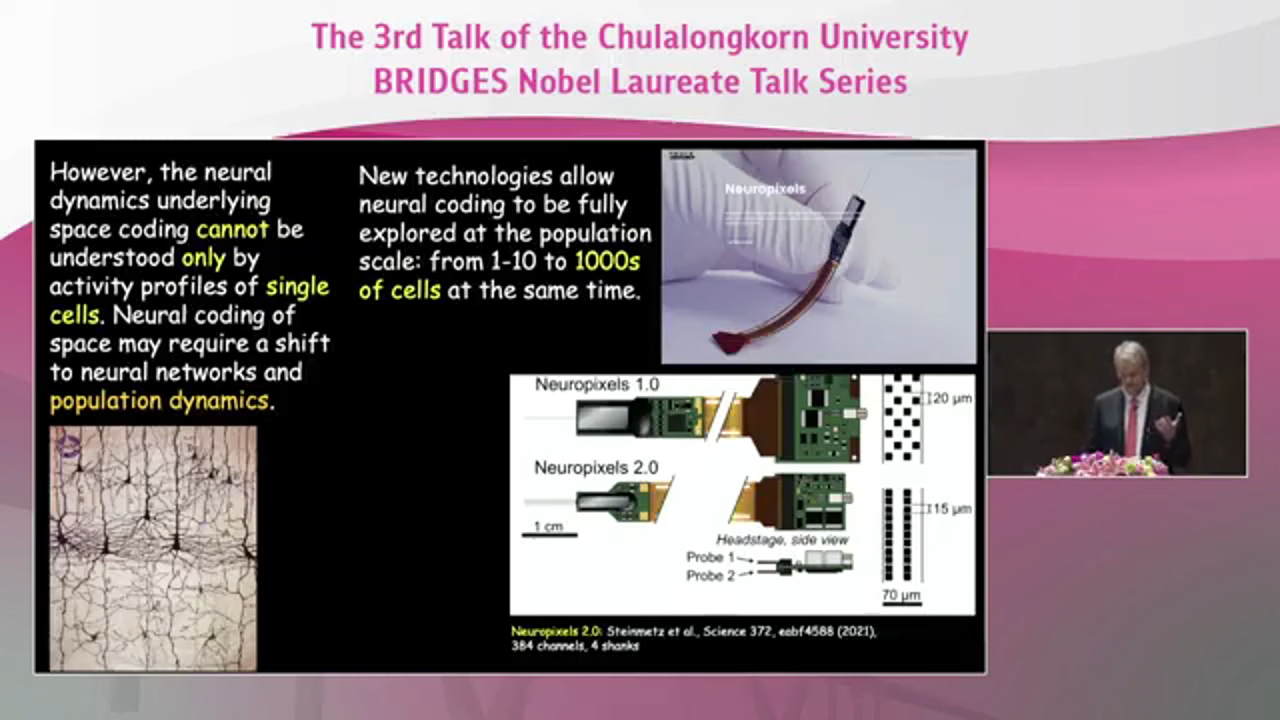 The 3rd Talk of the Chulalongkorn University
BRIDGES Nobel Laureate Talk Series
However, the neural
dynamics underlying
space coding cannot be
understood only by
activity profiles of single
cells. Neural coding of
space may require a shift
to neural networks and
population dynamics.
New technologies allow
neural coding to be fully
explored at the population
scale: from 1-10 to 1000s
of cells at the same time.
Neuropixels
Neuropixels 1.0
20 µm
Neuropixels 2.0
15 µm
1 cm
Headstage, side view
Probe 1
Probe 2
70 µm
Neuropixels 2.0: Steinmetz et al., Science 372, eabf4588 (2021),
384 channels, 4 shanks